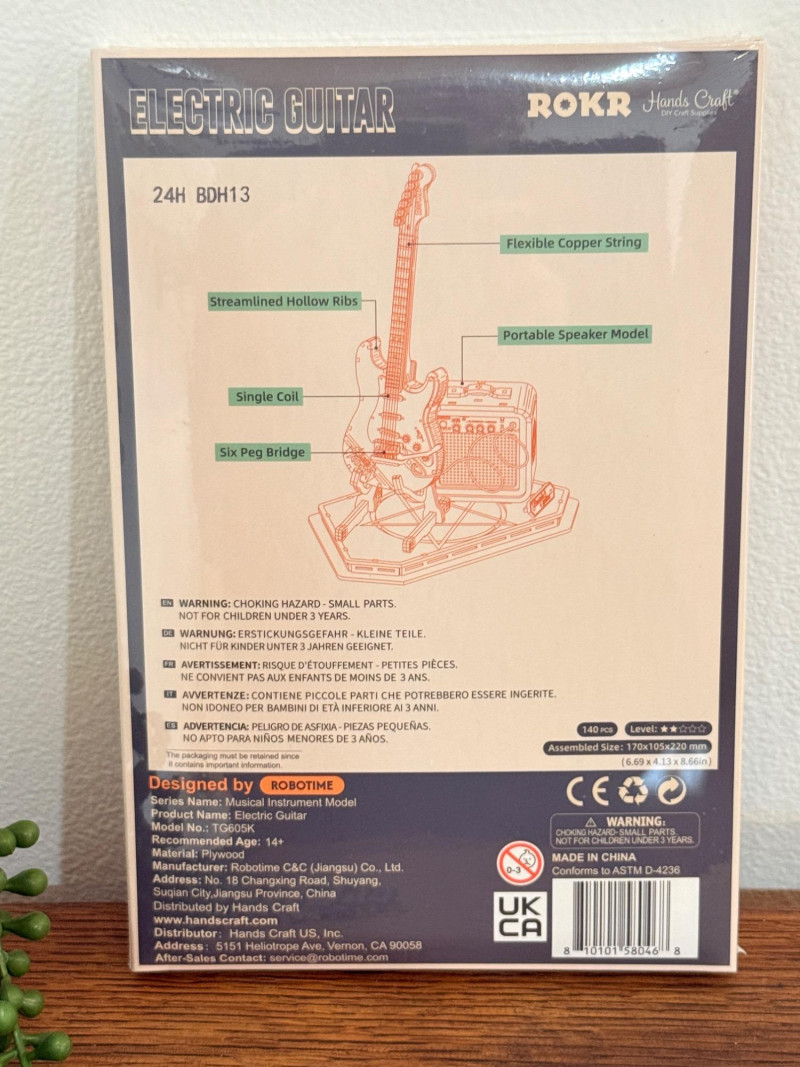 ELECTRIC GUITAR
ROKR Hands Craft®
DIY Craft Supplies
24H BDH13
Flexible Copper String
Streamlined Hollow Ribs
Portable Speaker Model
Single Coil
Six Peg Bridge
EN WARNING: CHOKING HAZARD - SMALL PARTS.
NOT FOR CHILDREN UNDER 3 YEARS.
DE WARNUNG: ERSTICKUNGSGEFAHR - KLEINE TEILE.
NICHT FÜR KINDER UNTER 3 JAHREN GEEIGNET.
FR AVERTISSEMENT: RISQUE D'ÉTOUFFEMENT - PETITES PIÈCES.
NE CONVIENT PAS AUX ENFANTS DE MOINS DE 3 ANS.
IT AVVERTENZE: CONTIENE PICCOLE PARTI CHE POTREBBERO ESSERE INGERITE.
NON IDONEO PER BAMBINI DI ETÀ INFERIORE AI 3 ANNI.
ES ADVERTENCIA: PELIGRO DE ASFIXIA - PIEZAS PEQUEÑAS.
NO APTO PARA NIÑOS MENORES DE 3 AÑOS.
The packaging must be retained since
it contains important information.
140 PCS Level: ★★☆☆☆
Assembled Size: 170x105x220 mm
(6.69 x 4.13 x 8.66in)
Designed by ROBOTIME
Series Name: Musical Instrument Model
Product Name: Electric Guitar
Model No.: TG605K
Recommended Age: 14+
Material: Plywood
Manufacturer: Robotime C&C (Jiangsu) Co., Ltd.
Address: No. 18 Changxing Road, Shuyang,
Suqian City,Jiangsu Province, China
Distributed by Hands Craft
www.handscraft.com
Distributor: Hands Craft US, Inc.
Address: 5151 Heliotrope Ave, Vernon, CA 90058
After-Sales Contact: service@robotime.com
CE
WARNING:
CHOKING HAZARD-SMALL PARTS.
NOT FOR CHILDREN UNDER 3 YEARS.
0-3
MADE IN CHINA
Conforms to ASTM D-4236
UK
CA
8 10101 58046 8